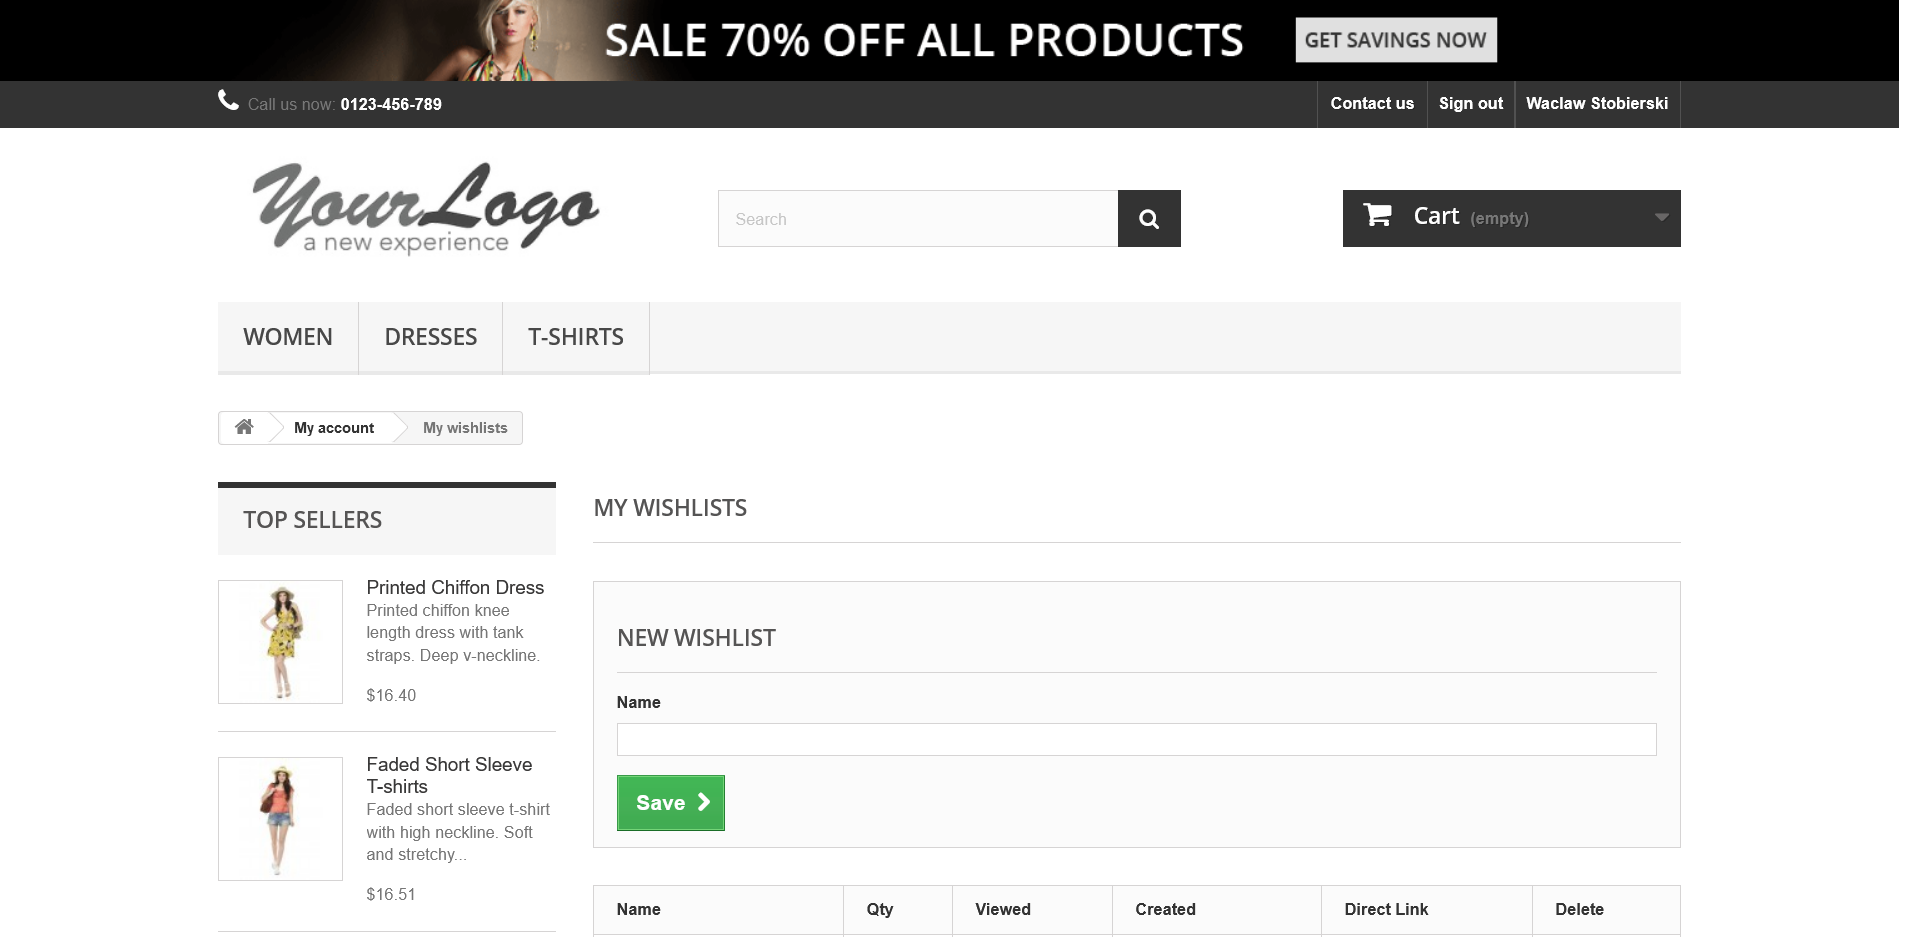 SALE 70% OFF ALL PRODUCTS
GET SAVINGS NOW
Call us now: 0123-456-789
Contact us
Sign out
Waclaw Stobierski
Your Logo
a new experience
Search
Cart (empty)
WOMEN
DRESSES
T-SHIRTS
My account
My wishlists
TOP SELLERS
Printed Chiffon Dress
Printed chiffon knee
length dress with tank
straps. Deep v-neckline.
$16.40
Faded Short Sleeve
T-shirts
Faded short sleeve t-shirt
with high neckline. Soft
and stretchy...
$16.51
MY WISHLISTS
NEW WISHLIST
Name
Save
Name Qty Viewed Created Direct Link Delete